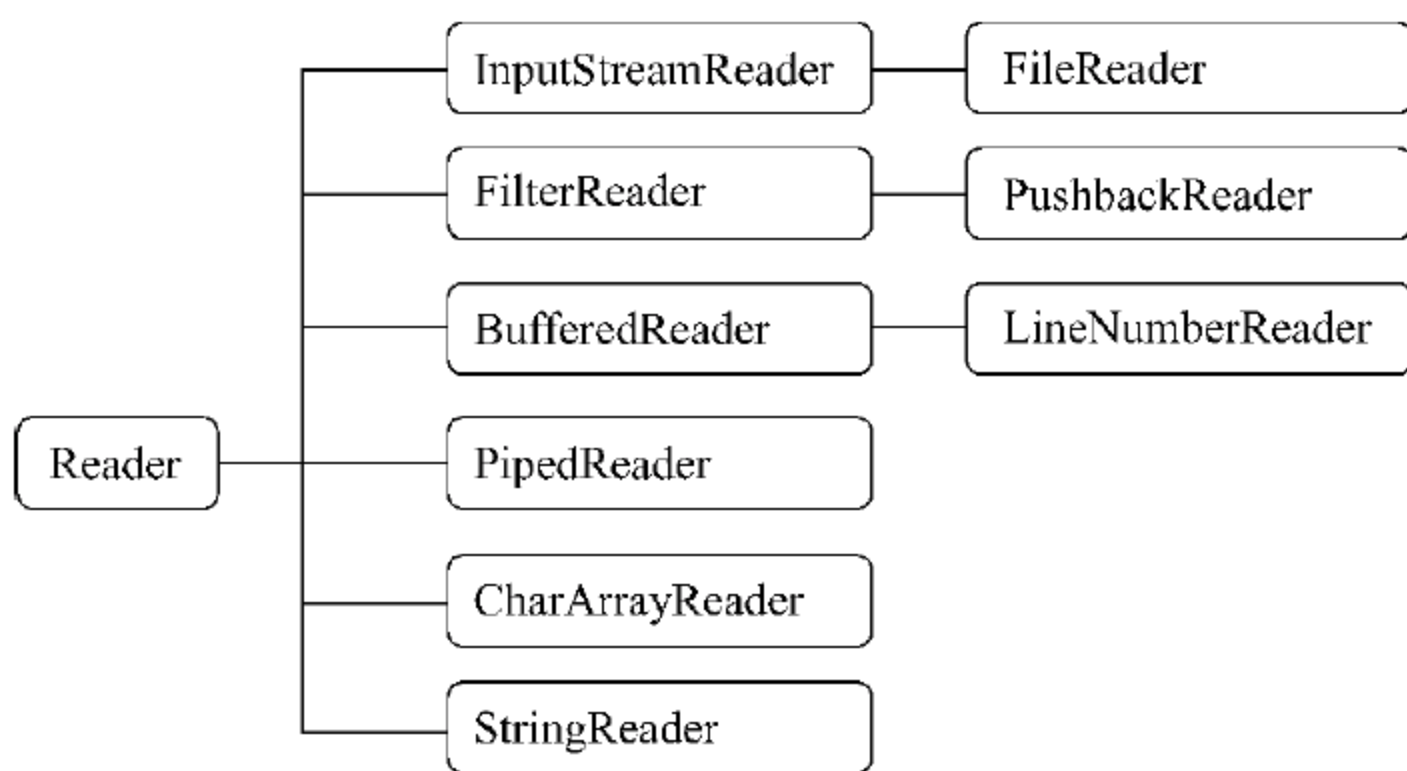 InputStreamReader
FileReader
FilterReader
PushbackReader
BufferedReader
LineNumberReader
Reader
PipedReader
CharArrayReader
StringReader